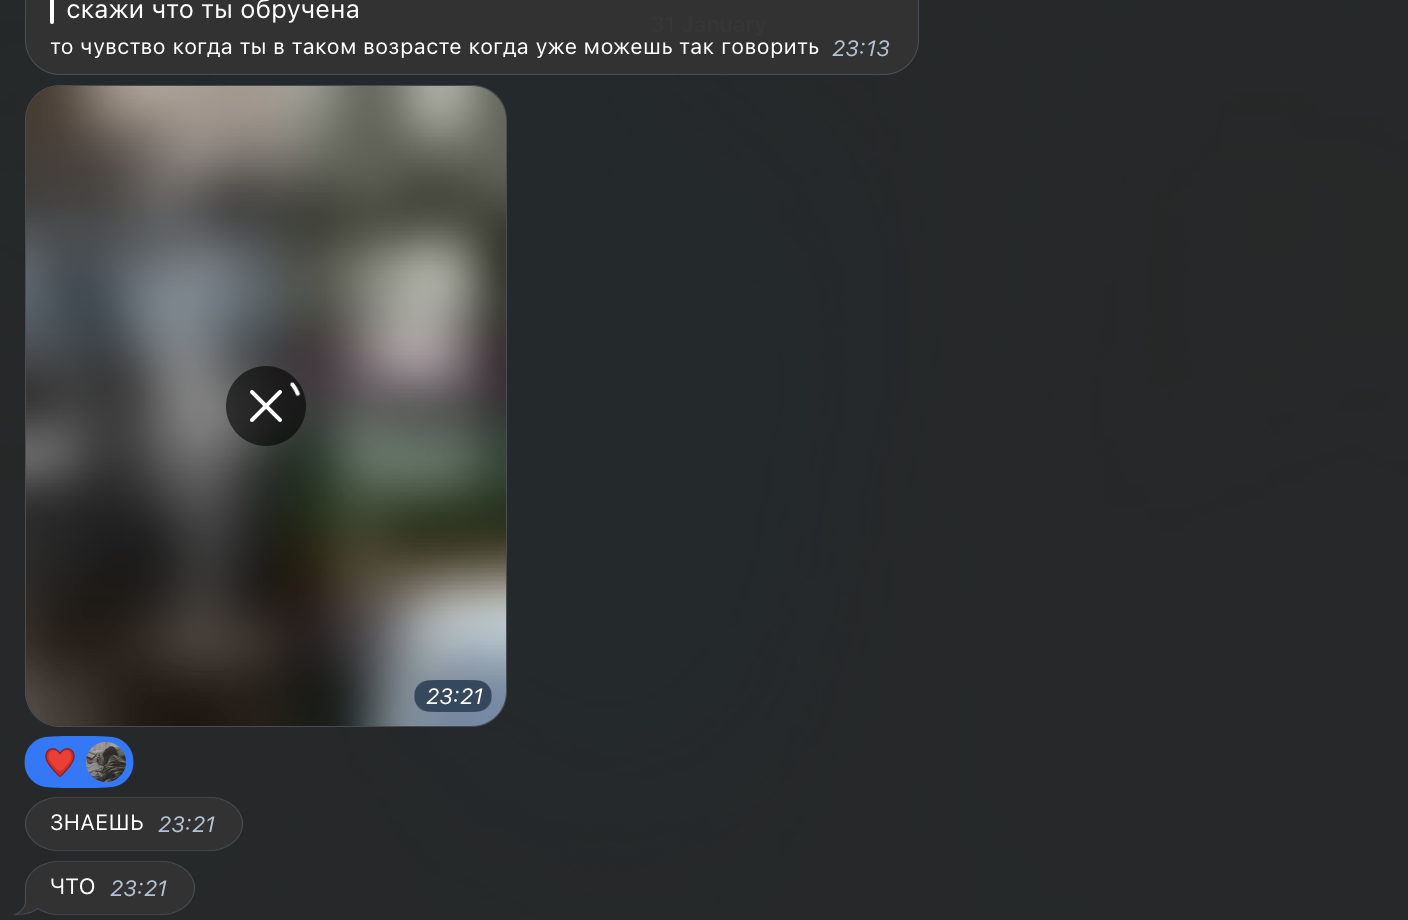 скажи что ты обручена
31 January
то чувство когда ты в таком возрасте когда уже можешь так говорить 23:13
23:21
ЗНАЕШЬ 23:21
ЧТО 23:21